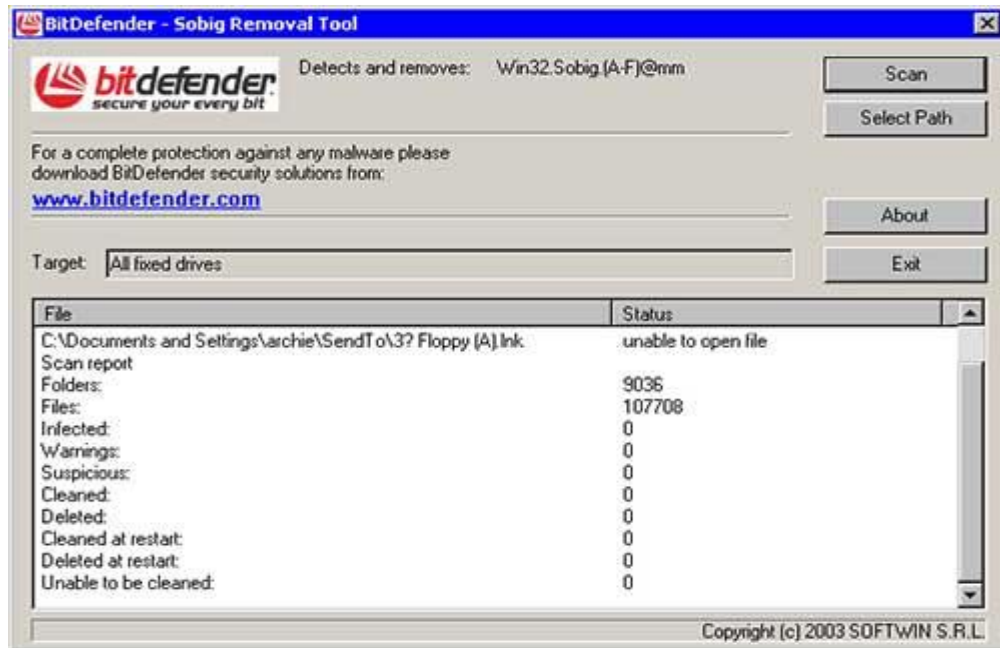 BitDefender - Sobig Removal Tool
bitdefender
secure your every bit
Detects and removes: Win32.Sobig.(A-F)@mm
Scan
Select Path
For a complete protection against any malware please
download BitDefender security solutions from:
www.bitdefender.com
About
Target: All fixed drives
Exit
File Status
C:\Documents and Settings\archie\SendTo\3? Floppy (A).lnk unable to open file
Scan report
Folders: 9036
Files: 107708
Infected: 0
Warnings: 0
Suspicious: 0
Cleaned: 0
Deleted: 0
Cleaned at restart: 0
Deleted at restart: 0
Unable to be cleaned: 0
Copyright (c) 2003 SOFTWIN S.R.L.